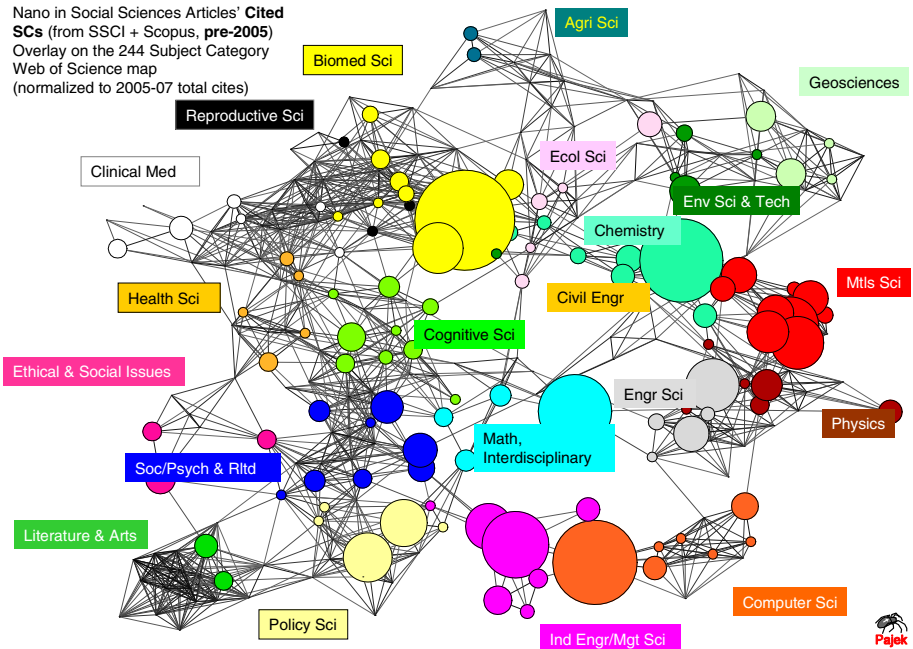 Nano in Social Sciences Articles' Cited
SCs (from SSCI + Scopus, pre-2005)
Overlay on the 244 Subject Category
Web of Science map
(normalized to 2005-07 total cites)
Agri Sci
Biomed Sci
Geosciences
Reproductive Sci
Ecol Sci
Clinical Med
Env Sci & Tech
Chemistry
Mtls Sci
Health Sci
Civil Engr
Cognitive Sci
Ethical & Social Issues
Engr Sci
Physics
Math,
Interdisciplinary
Soc/Psych & Rltd
Literature & Arts
Computer Sci
Policy Sci
Ind Engr/Mgt Sci
Pajek